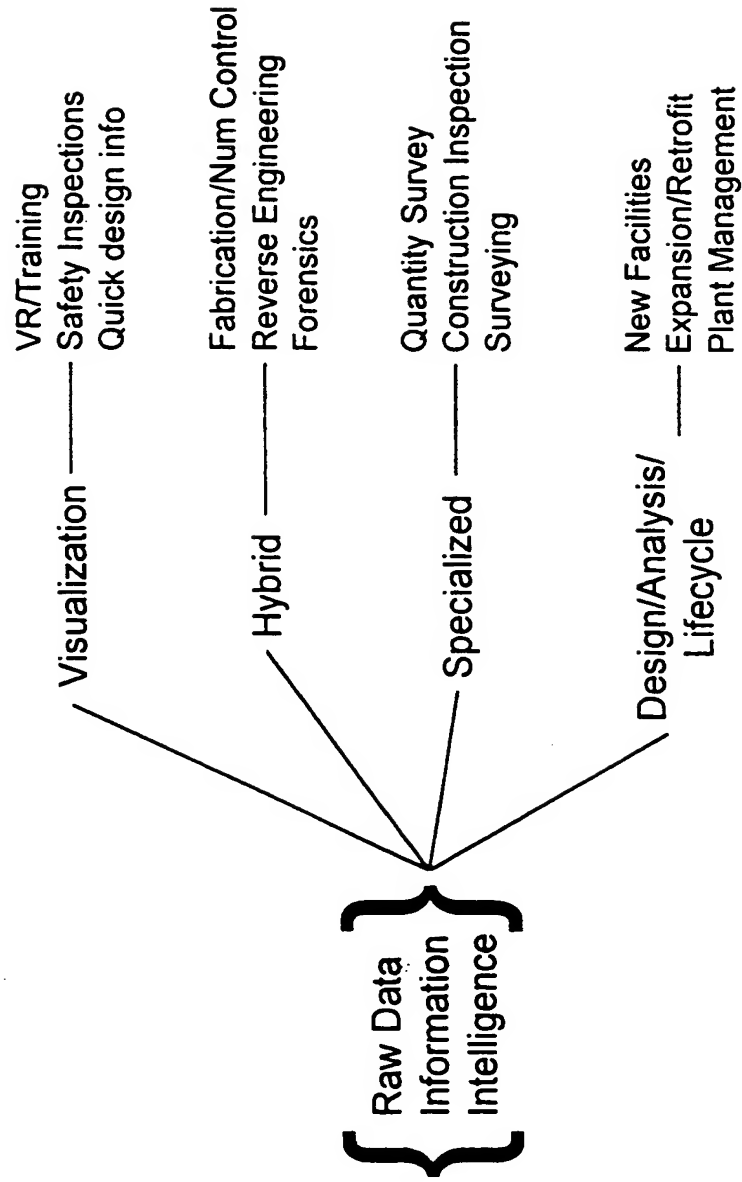 Raw Data
Information
Intelligence
Visualization
VR/Training
Safety Inspections
Quick design info
Hybrid
Fabrication/Num Control
Reverse Engineering
Forensics
Specialized
Quantity Survey
Construction Inspection
Surveying
Design/Analysis/
Lifecycle
New Facilities
Expansion/Retrofit
Plant Management